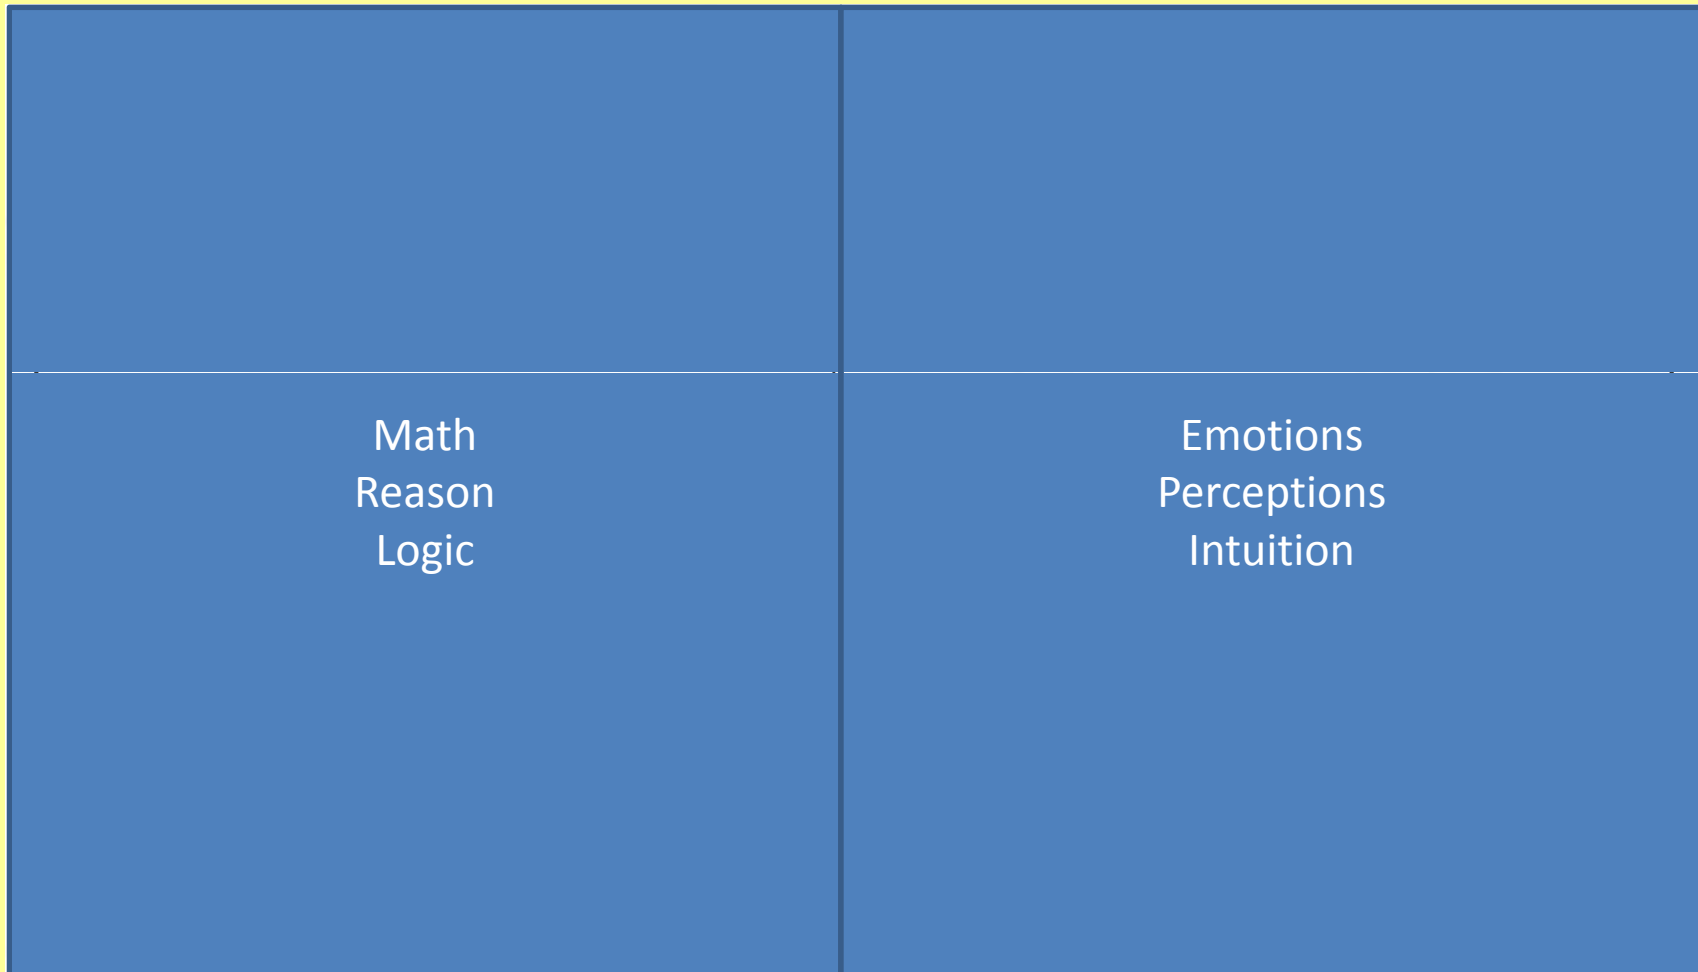 Math
Reason
Logic
Emotions
Perceptions
Intuition